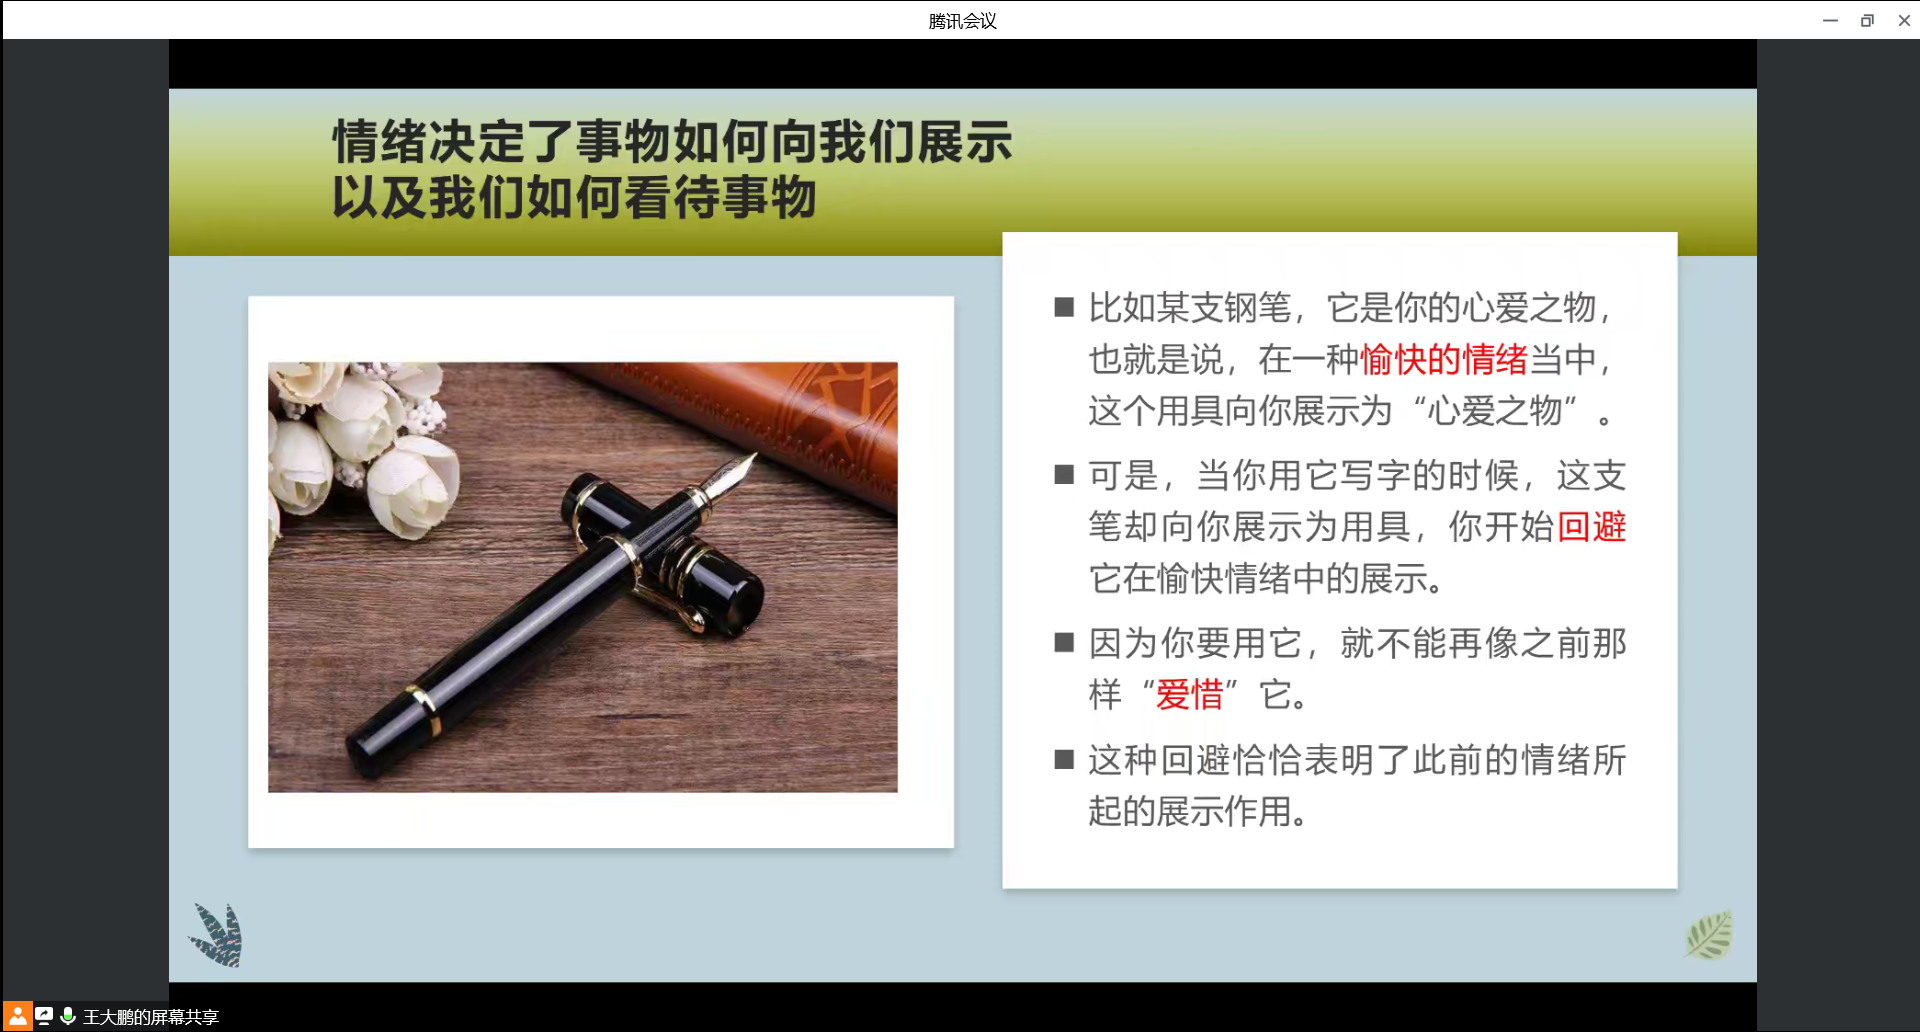 腾讯会议
情绪决定了事物如何向我们展示
以及我们如何看待事物
■ 比如某支钢笔，它是你的心爱之物，
也就是说，在一种愉快的情绪当中，
这个用具向你展示为“心爱之物”。
■ 可是，当你用它写字的时候，这支
笔却向你展示为用具，你开始回避
它在愉快情绪中的展示。
■ 因为你要用它，就不能再像之前那
样“爱惜”它。
■ 这种回避恰恰表明了此前的情绪所
起的展示作用。
王大鹏的屏幕共享